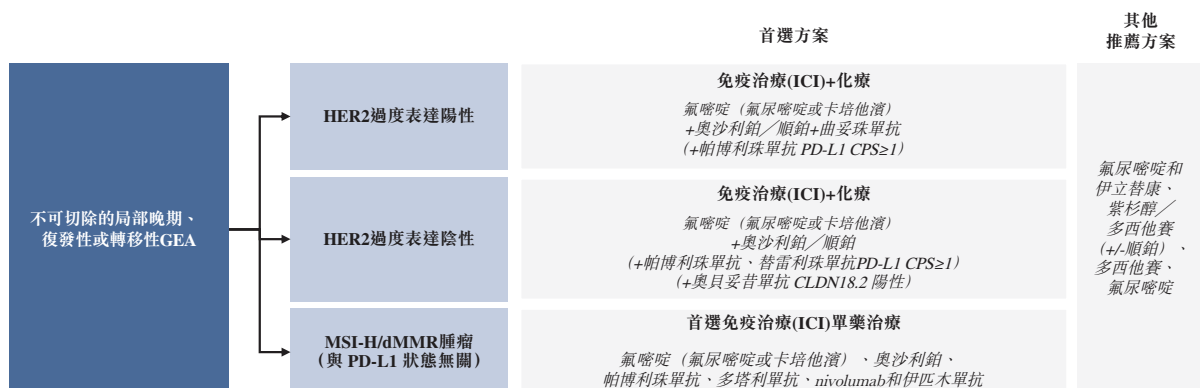 首選方案
其他
推薦方案
不可切除的局部晚期、
復發性或轉移性GEA
HER2過度表達陽性
免疫治療(ICI)+化療
氟嘧啶（氟尿嘧啶或卡培他濱）
+奧沙利鉑／順鉑+曲妥珠單抗
(+帕博利珠單抗 PD-L1 CPS≥1)
HER2過度表達陰性
免疫治療(ICI)+化療
氟嘧啶（氟尿嘧啶或卡培他濱）
+奧沙利鉑／順鉑
(+帕博利珠單抗、替雷利珠單抗PD-L1 CPS≥1)
(+奧貝妥昔單抗 CLDN18.2 陽性)
MSI-H/dMMR腫瘤
（與 PD-L1 狀態無關）
首選免疫治療(ICI)單藥治療
氟嘧啶（氟尿嘧啶或卡培他濱）、奧沙利鉑、
帕博利珠單抗、多塔利單抗、nivolumab和伊匹木單抗
氟尿嘧啶和
伊立替康、
紫杉醇／
多西他賽
(+/-順鉑)、
多西他賽、
氟尿嘧啶